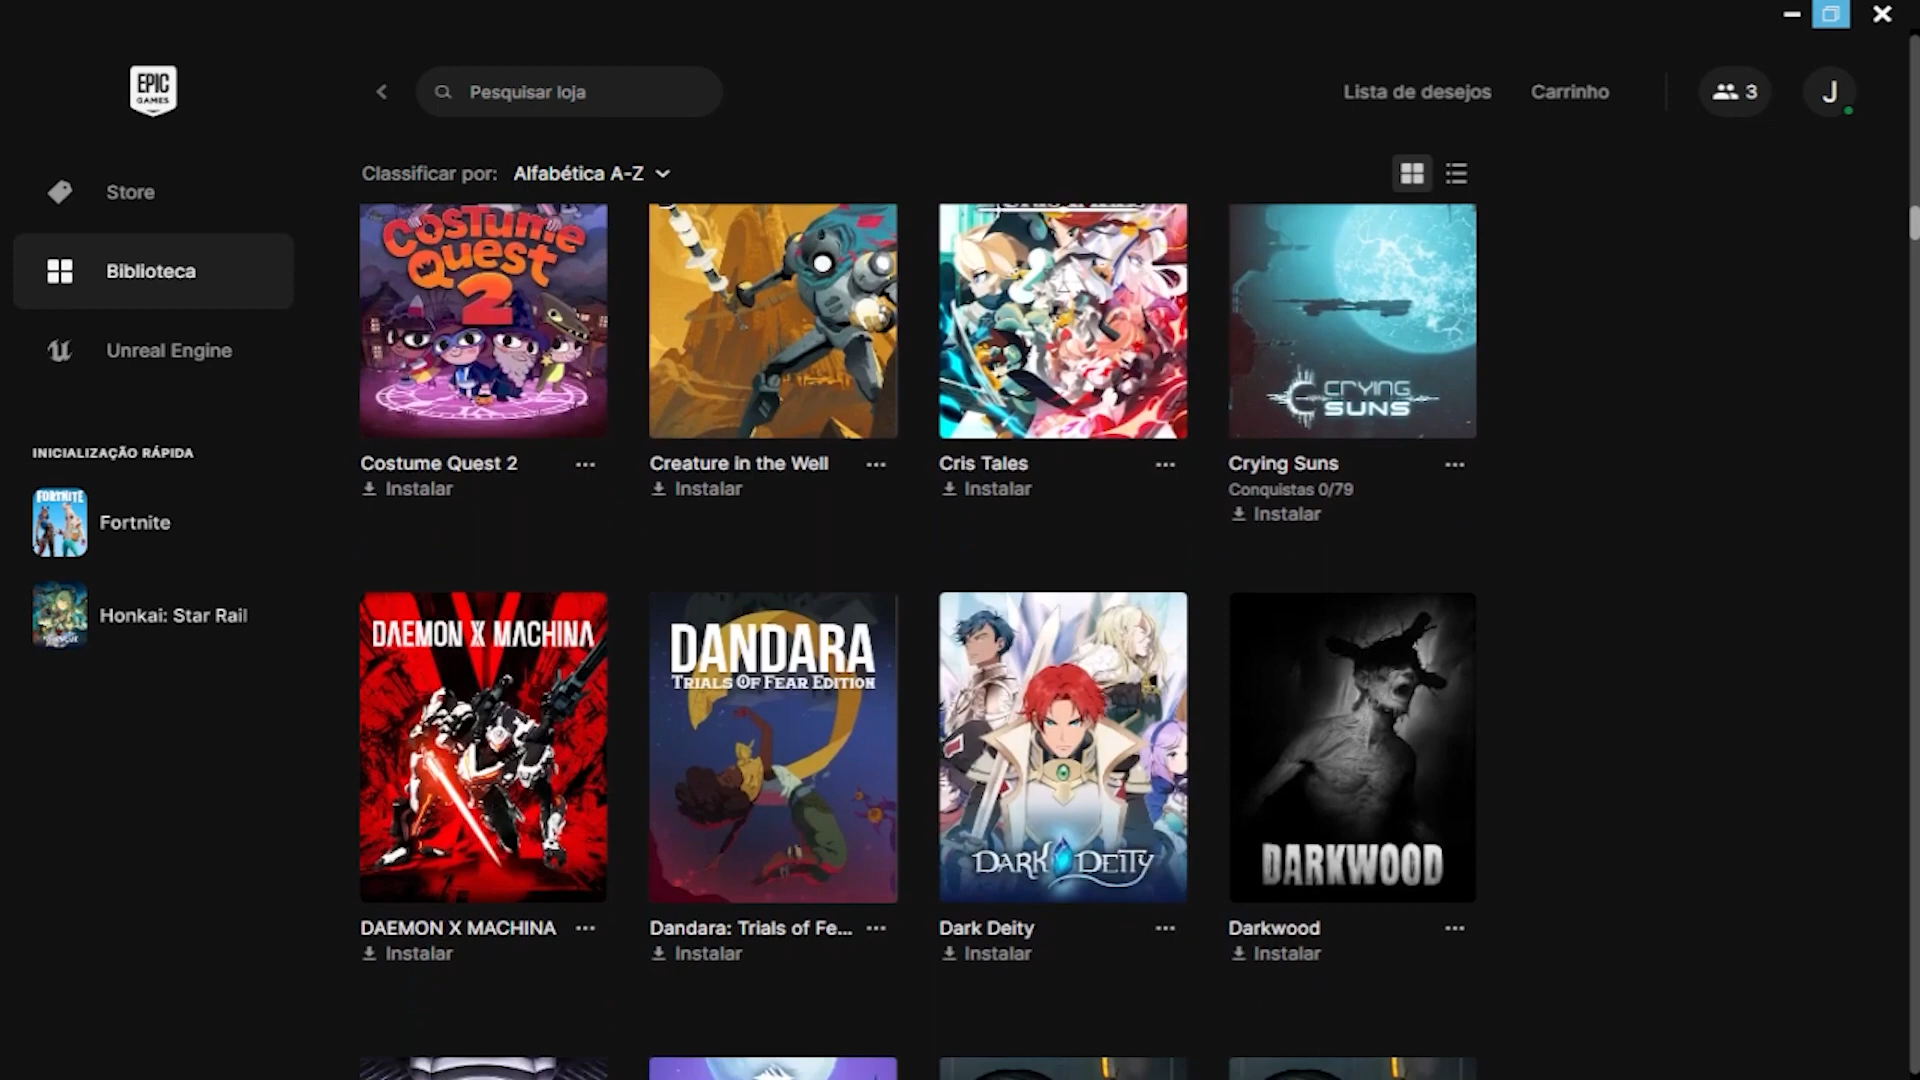 EPIC
GAMES
Pesquisar loja
Lista de desejos
Carrinho
3
J
Store
Biblioteca
Unreal Engine
INICIALIZAÇÃO RÁPIDA
FORTNITE
Fortnite
Honkai: Star Rail
Classificar por: Alfabética A-Z
COSTUME
QUEST
2
CRYING
SUNS
Costume Quest 2 ...
Instalar
Creature in the Well ...
Instalar
Cris Tales ...
Instalar
Crying Suns ...
Conquistas 0/79
Instalar
DAEMON X MACHINA
DANDARA
TRIALS OF FEAR EDITION
DARK DEITY
DARKWOOD
DAEMON X MACHINA ...
Instalar
Dandara: Trials of Fe... ...
Instalar
Dark Deity ...
Instalar
Darkwood ...
Instalar